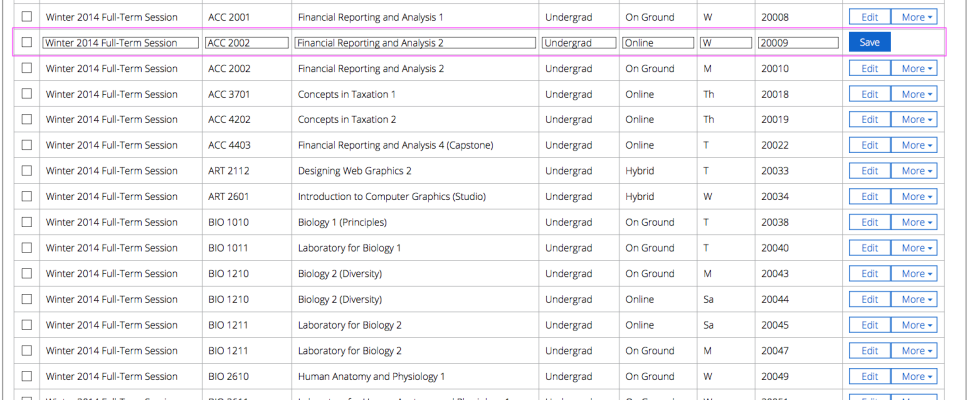 Winter 2014 Full-Term Session ACC 2001 Financial Reporting and Analysis 1 Undergrad On Ground W 20008 Edit More
Winter 2014 Full-Term Session ACC 2002 Financial Reporting and Analysis 2 Undergrad Online W 20009 Save
Winter 2014 Full-Term Session ACC 2002 Financial Reporting and Analysis 2 Undergrad On Ground M 20010 Edit More
Winter 2014 Full-Term Session ACC 3701 Concepts in Taxation 1 Undergrad Online Th 20018 Edit More
Winter 2014 Full-Term Session ACC 4202 Concepts in Taxation 2 Undergrad Online Th 20019 Edit More
Winter 2014 Full-Term Session ACC 4403 Financial Reporting and Analysis 4 (Capstone) Undergrad Online T 20022 Edit More
Winter 2014 Full-Term Session ART 2112 Designing Web Graphics 2 Undergrad Hybrid T 20033 Edit More
Winter 2014 Full-Term Session ART 2601 Introduction to Computer Graphics (Studio) Undergrad Hybrid W 20034 Edit More
Winter 2014 Full-Term Session BIO 1010 Biology 1 (Principles) Undergrad On Ground T 20038 Edit More
Winter 2014 Full-Term Session BIO 1011 Laboratory for Biology 1 Undergrad On Ground T 20040 Edit More
Winter 2014 Full-Term Session BIO 1210 Biology 2 (Diversity) Undergrad On Ground M 20043 Edit More
Winter 2014 Full-Term Session BIO 1210 Biology 2 (Diversity) Undergrad Online Sa 20044 Edit More
Winter 2014 Full-Term Session BIO 1211 Laboratory for Biology 2 Undergrad Online Sa 20045 Edit More
Winter 2014 Full-Term Session BIO 1211 Laboratory for Biology 2 Undergrad On Ground M 20047 Edit More
Winter 2014 Full-Term Session BIO 2610 Human Anatomy and Physiology 1 Undergrad On Ground W 20049 Edit More